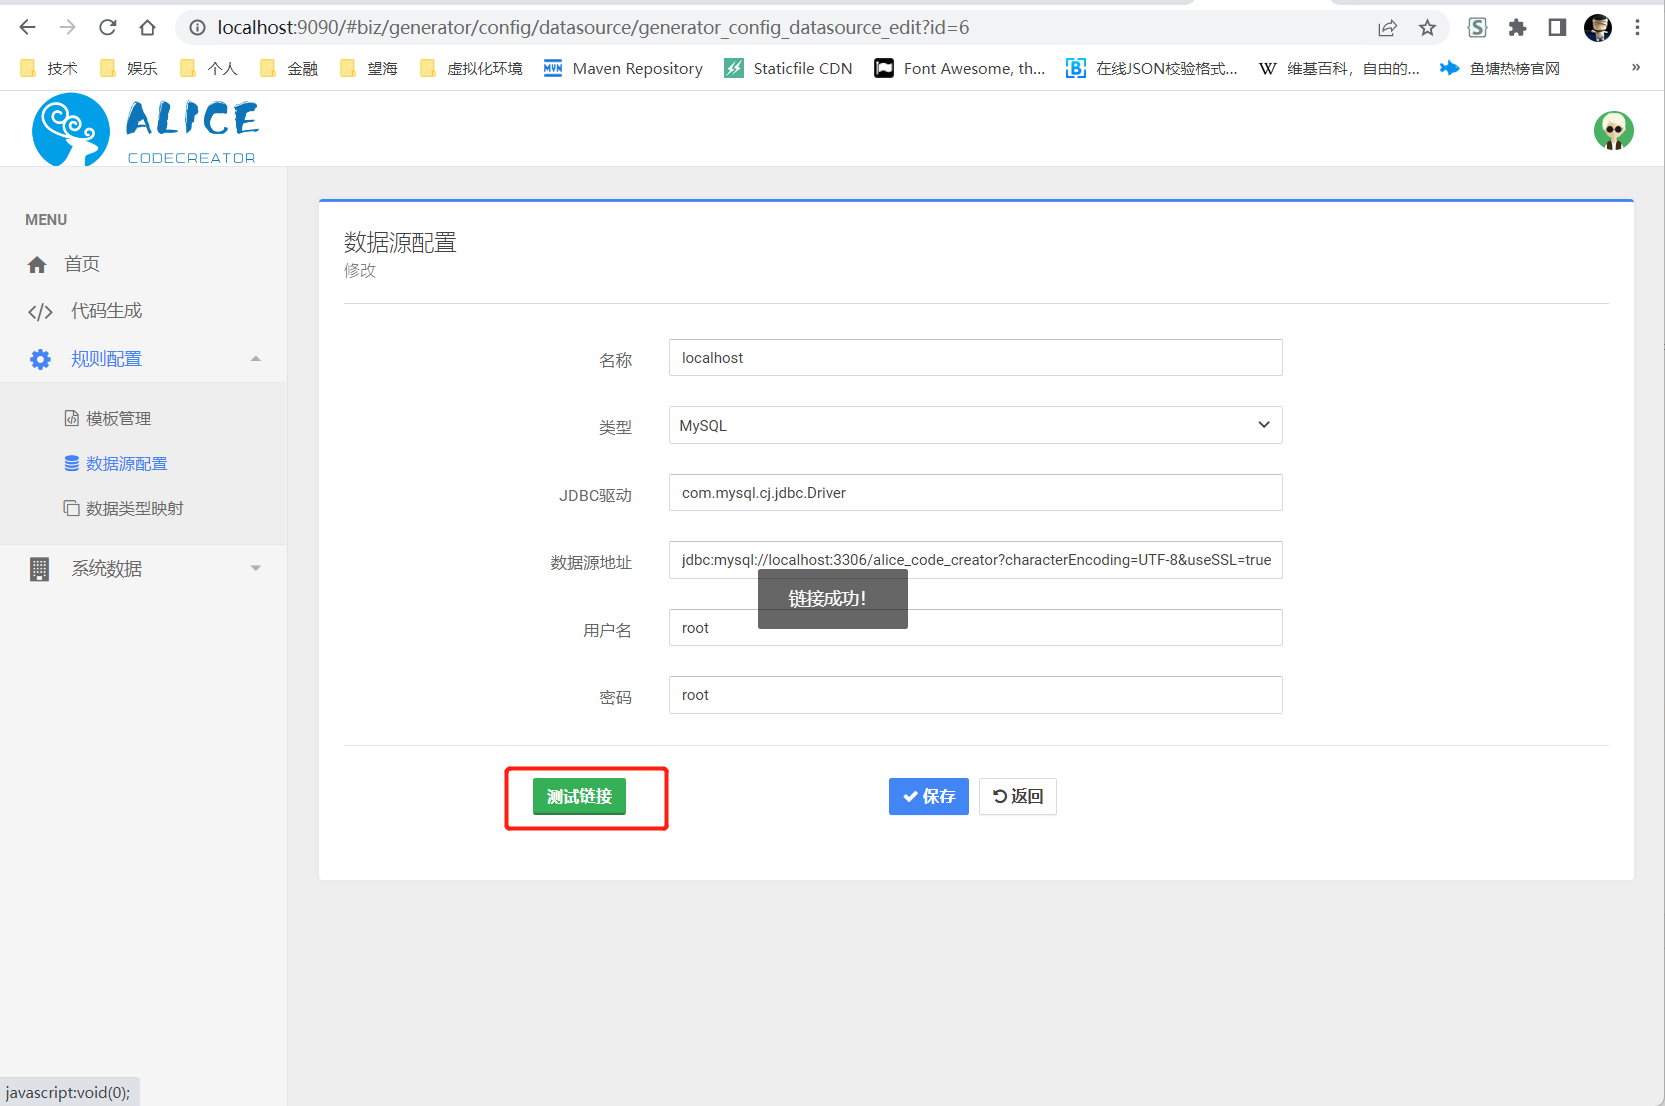 localhost:9090/#biz/generator/config/datasource/generator_config_datasource_edit?id=6
技术 娱乐 个人 金融 望海 虚拟化环境 MVN Maven Repository Staticfile CDN Font Awesome, th... 在线JSON校验格式... W 维基百科，自由的... 鱼塘热榜官网 »
ALICE
CODECREATOR
MENU
首页
代码生成
规则配置
模板管理
数据源配置
数据类型映射
系统数据
数据源配置
修改
名称 localhost
类型 MySQL
JDBC驱动 com.mysql.cj.jdbc.Driver
数据源地址 jdbc:mysql://localhost:3306/alice_code_creator?characterEncoding=UTF-8&useSSL=true
链接成功！
用户名 root
密码 root
测试链接 保存 返回
javascript:void(0);